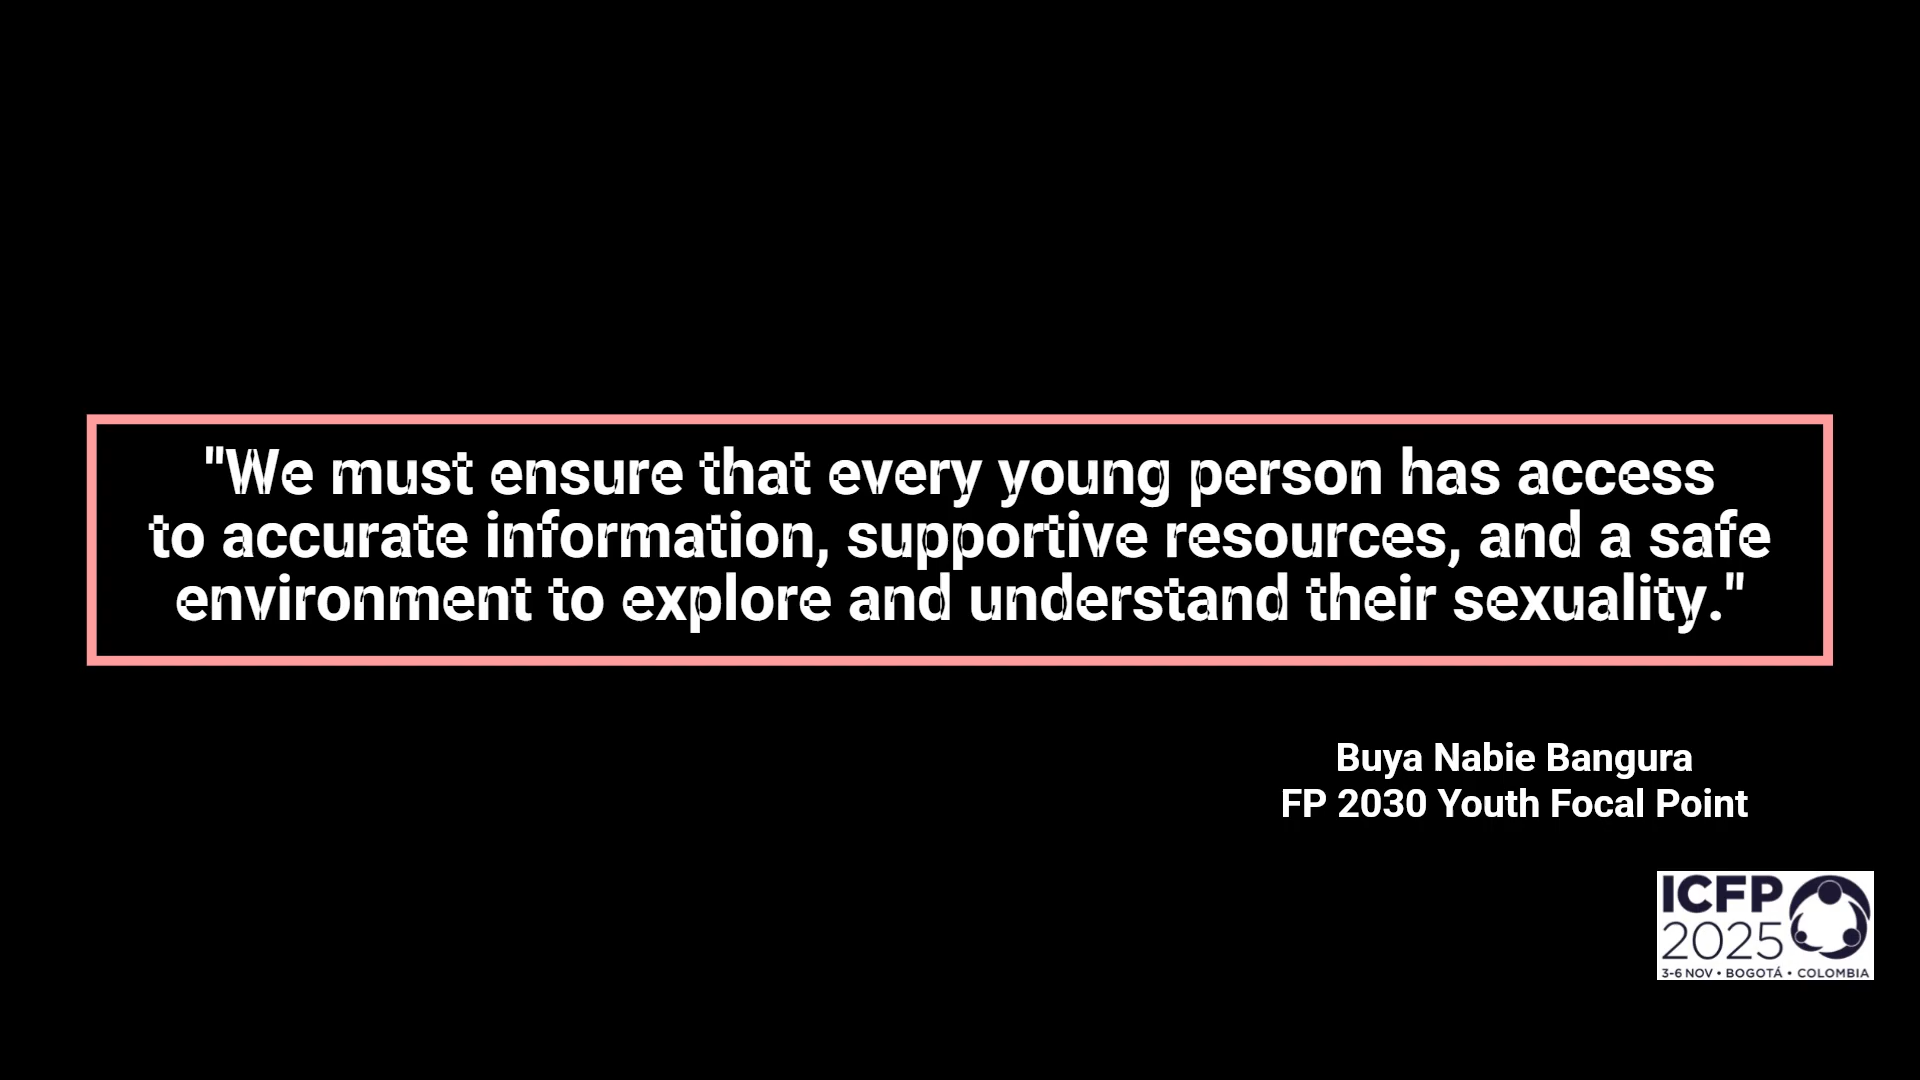 "We must ensure that every young person has access
to accurate information, supportive resources, and a safe
environment to explore and understand their sexuality."
Buya Nabie Bangura
FP 2030 Youth Focal Point
ICFP
2025
3-6 NOV • BOGOTÁ • COLOMBIA